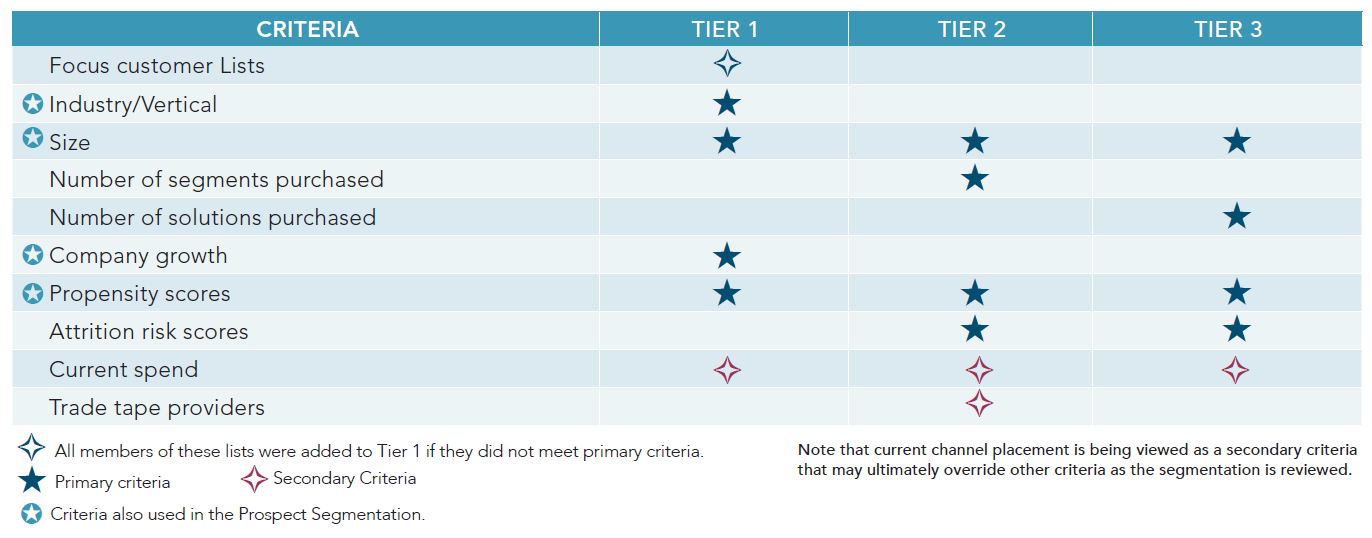 CRITERIA TIER 1 TIER 2 TIER 3
Focus customer Lists
Industry/Vertical
Size
Number of segments purchased
Number of solutions purchased
Company growth
Propensity scores
Attrition risk scores
Current spend
Trade tape providers
All members of these lists were added to Tier 1 if they did not meet primary criteria.
Primary criteria Secondary Criteria
Criteria also used in the Prospect Segmentation.
Note that current channel placement is being viewed as a secondary criteria
that may ultimately override other criteria as the segmentation is reviewed.